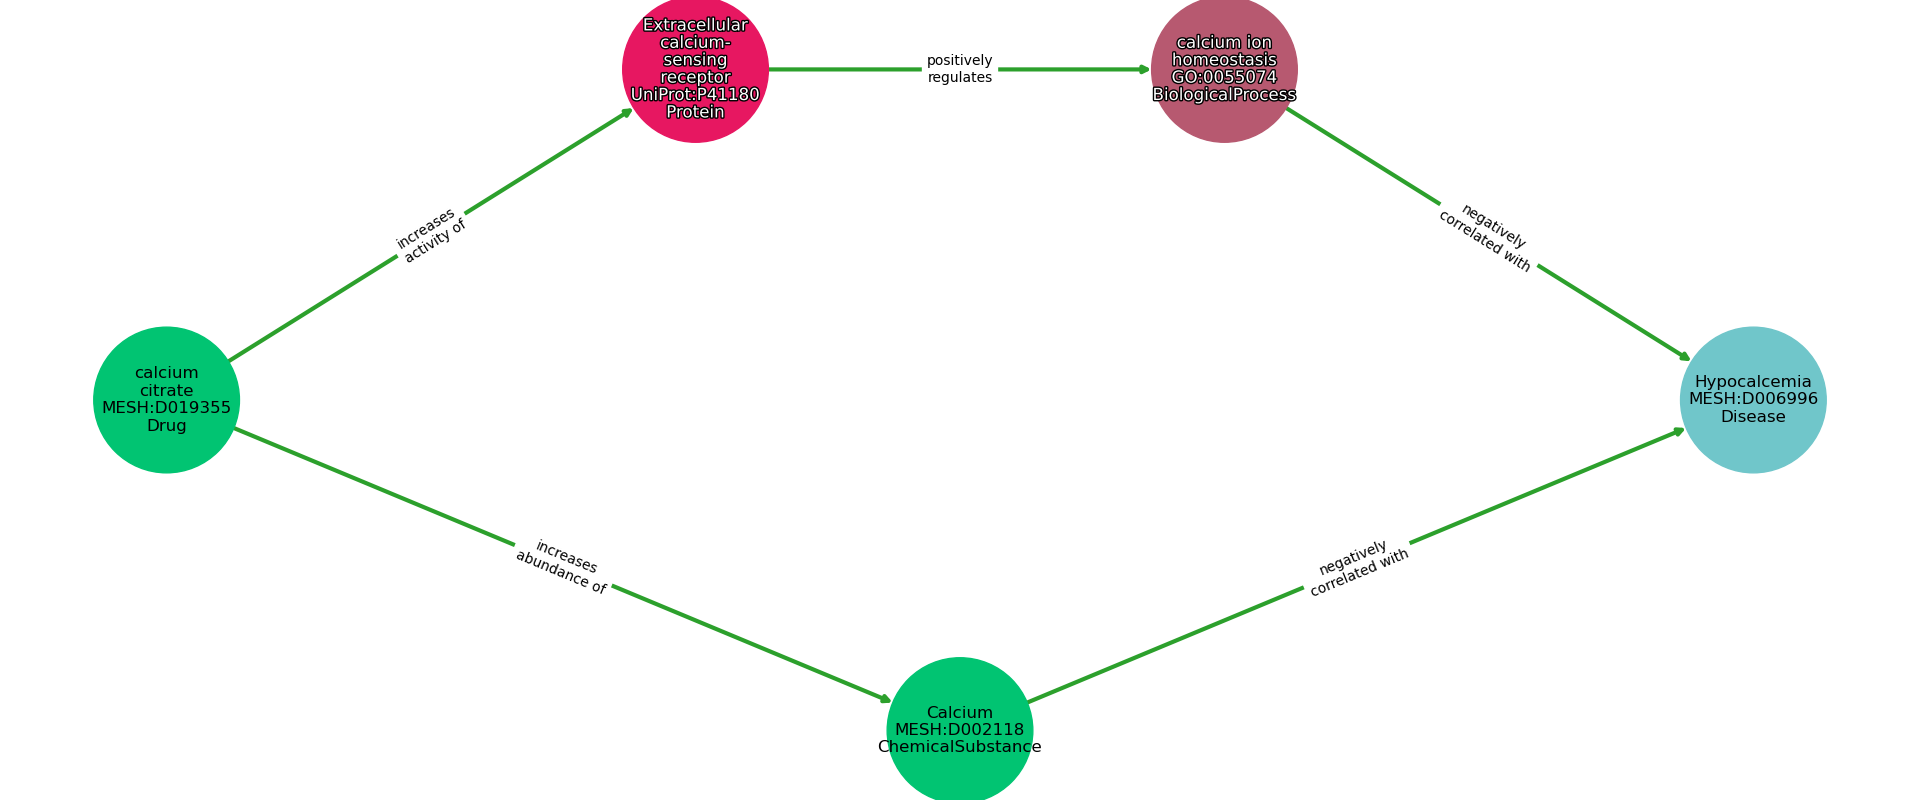 Extracellular
calcium-
sensing
receptor
UniProt:P41180
Protein
positively
regulates
calcium ion
homeostasis
GO:0055074
BiologicalProcess
increases
activity of
negatively
correlated with
calcium
citrate
MESH:D019355
Drug
Hypocalcemia
MESH:D006996
Disease
increases
abundance of
negatively
correlated with
Calcium
MESH:D002118
ChemicalSubstance